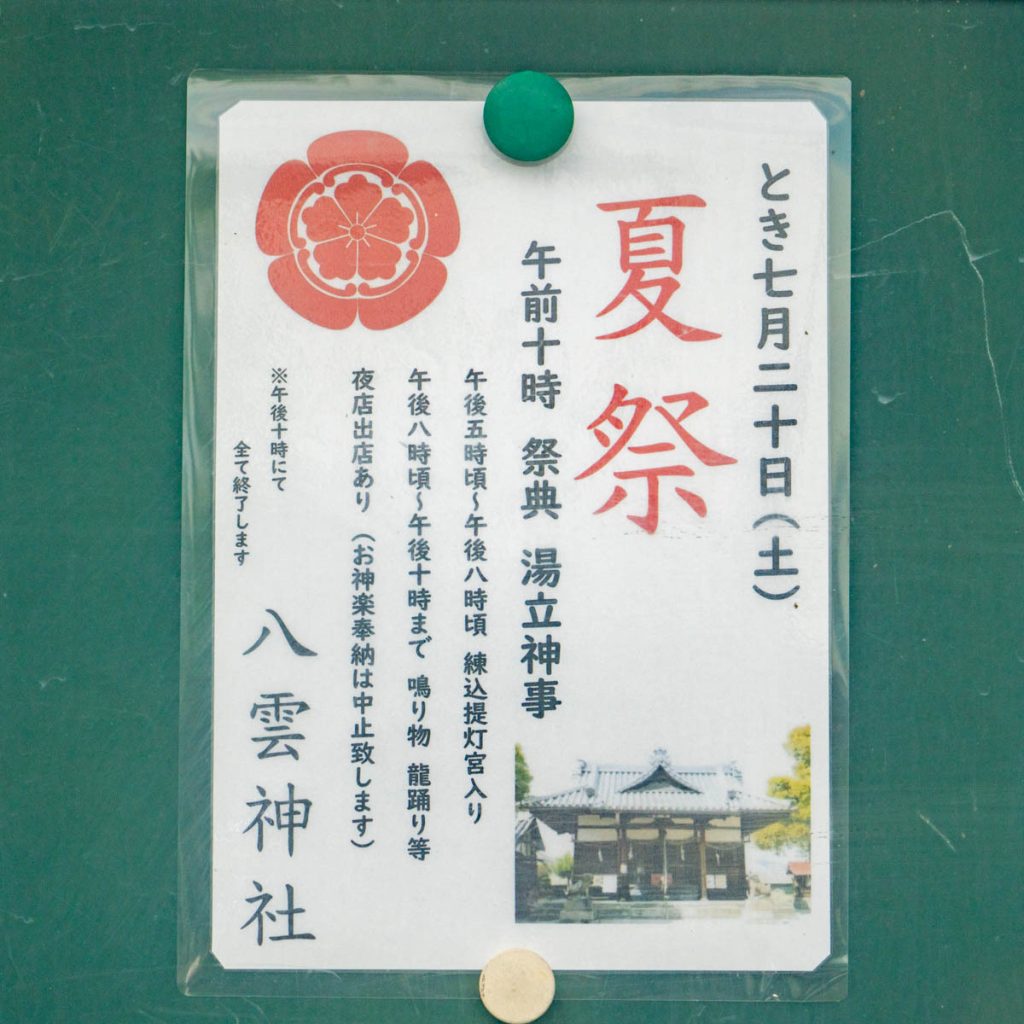 とき七月二十日（土）
夏祭
午前十時 祭典 湯立神事
午後五時頃～午後八時頃 練込提灯宮入り
午後八時頃～午後十時まで 鳴り物 龍踊り等
夜店出店あり（お神楽奉納は中止致します）
※午後十時にて
全て終了します
八雲神社